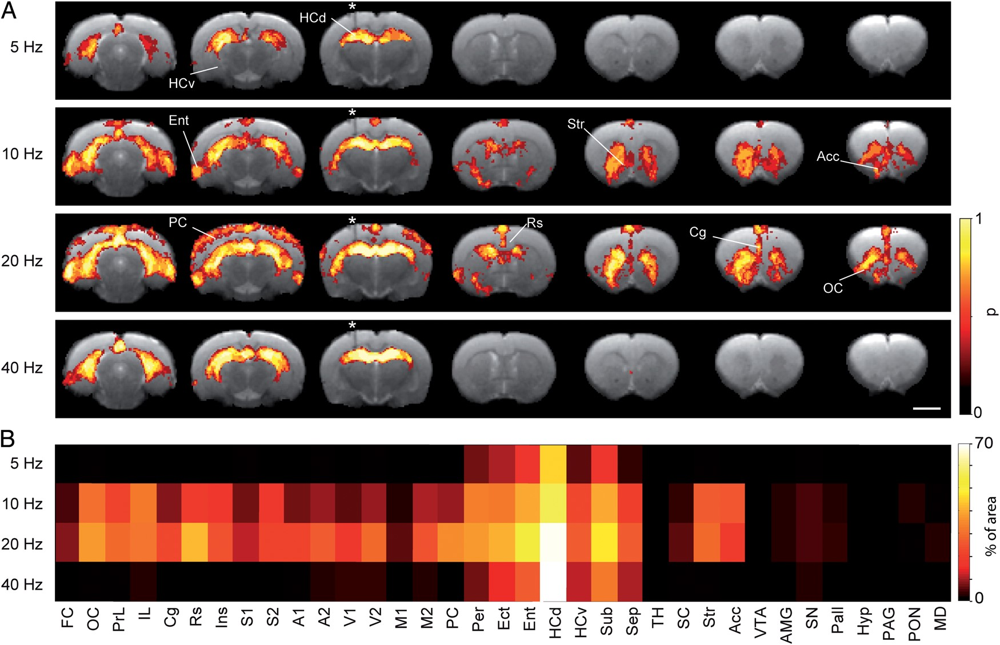 A
*
HCd
5 Hz
HCv
*
Ent
Str
10 Hz
Acc
*
PC
Rs
Cg
1
20 Hz
OC
p
*
40 Hz
0
B
70
5 Hz
10 Hz
20 Hz
% of area
40 Hz
0
FC OC PrL IL Cg Rs Ins S1 S2 A1 A2 V1 V2 M1 M2 PC Per Ect Ent HCd HCv Sub Sep TH SC Str Acc VTA AMG SN Pall Hyp PAG PON MD